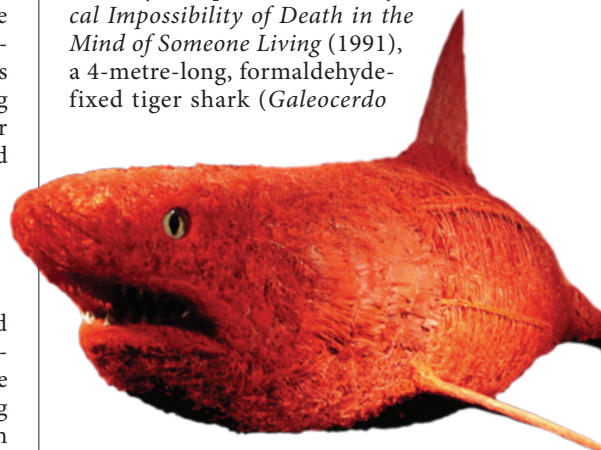 cal Impossibility of Death in the
Mind of Someone Living (1991),
a 4-metre-long, formaldehyde-
fixed tiger shark (Galeocerdo